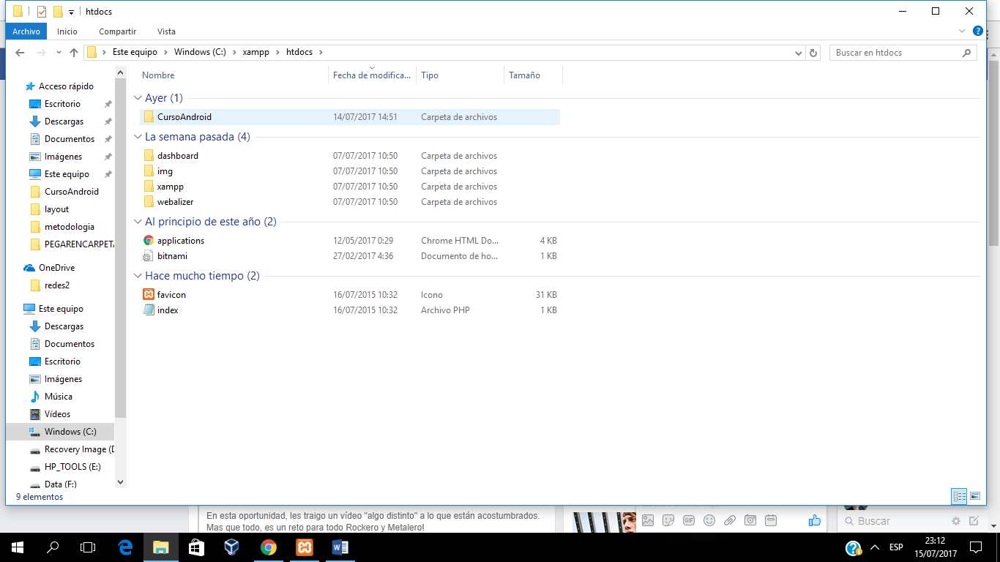 htdocs
Archivo Inicio Compartir Vista
Este equipo Windows (C:) xampp htdocs
Buscar en htdocs
Acceso rápido
Escritorio
Descargas
Documentos
Imágenes
Este equipo
CursoAndroid
layout
metodologia
PEGARENCARPETA
OneDrive
redes2
Este equipo
Descargas
Documentos
Escritorio
Imágenes
Música
Vídeos
Windows (C:)
Recovery Image (D
HP_TOOLS (E:)
Data (F:)
Nombre Fecha de modifica... Tipo Tamaño
Ayer (1)
CursoAndroid 14/07/2017 14:51 Carpeta de archivos
La semana pasada (4)
dashboard 07/07/2017 10:50 Carpeta de archivos
img 07/07/2017 10:50 Carpeta de archivos
xampp 07/07/2017 10:50 Carpeta de archivos
webalizer 07/07/2017 10:50 Carpeta de archivos
Al principio de este año (2)
applications 12/05/2017 0:29 Chrome HTML Do... 4 KB
bitnami 27/02/2017 4:36 Documento de ho... 1 KB
Hace mucho tiempo (2)
favicon 16/07/2015 10:32 Icono 31 KB
index 16/07/2015 10:32 Archivo PHP 1 KB
9 elementos
En esta oportunidad, les traigo un vídeo "algo distinto" a lo que están acostumbrados.
Mas que todo, es un reto para todo Rockero y Metalero!
GIF
Buscar
ESP
23:12
15/07/2017